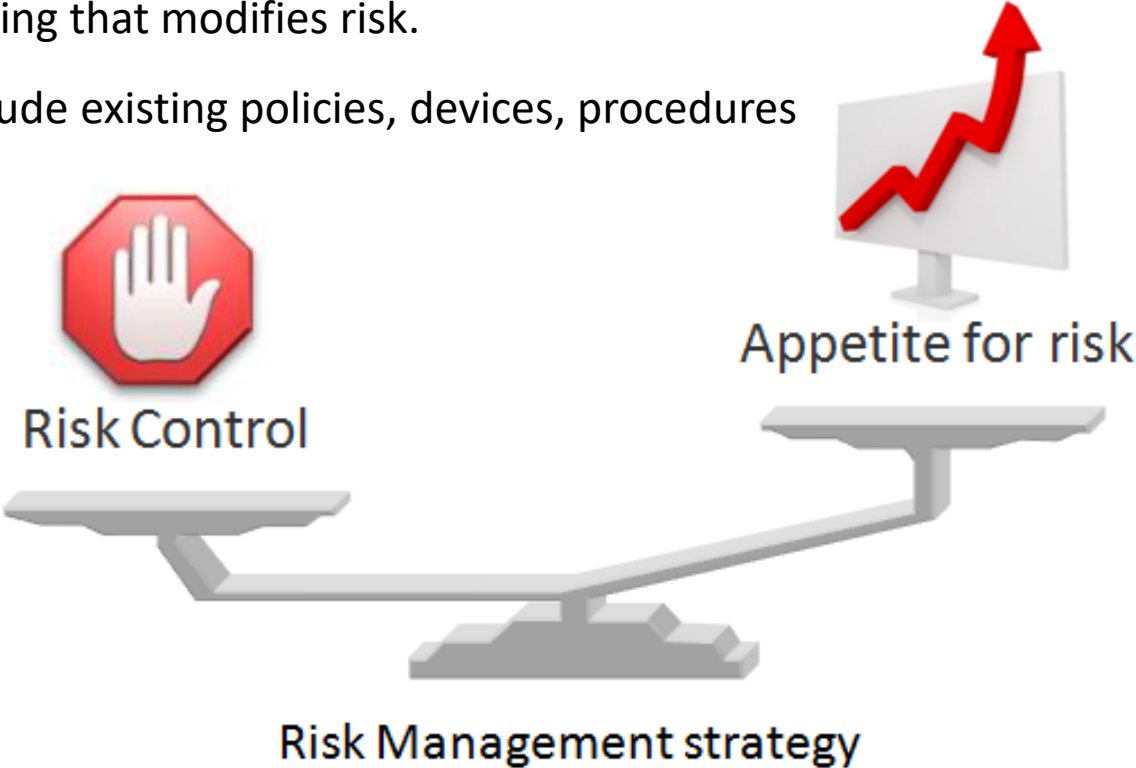 ing that modifies risk.
ude existing policies, devices, procedures
Appetite for risk
Risk Control
Risk Management strategy